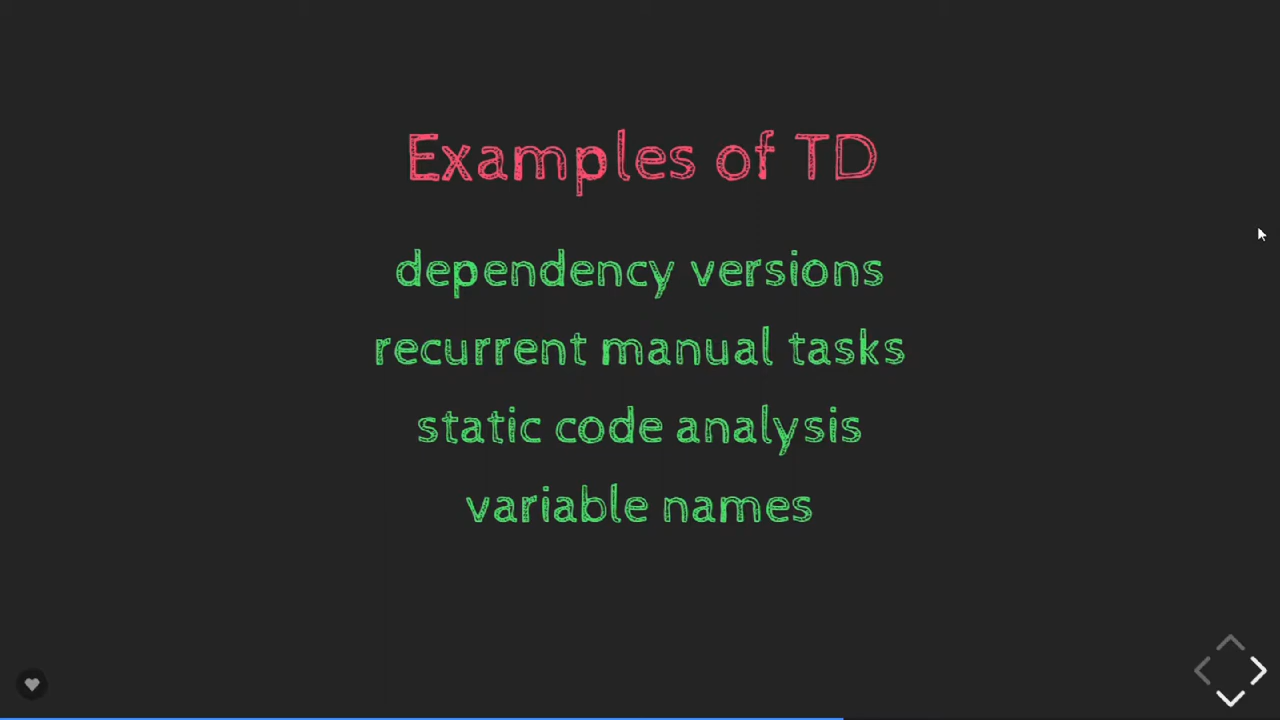 Examples of TD
dependency versions
recurrent manual tasks
static code analysis
variable names